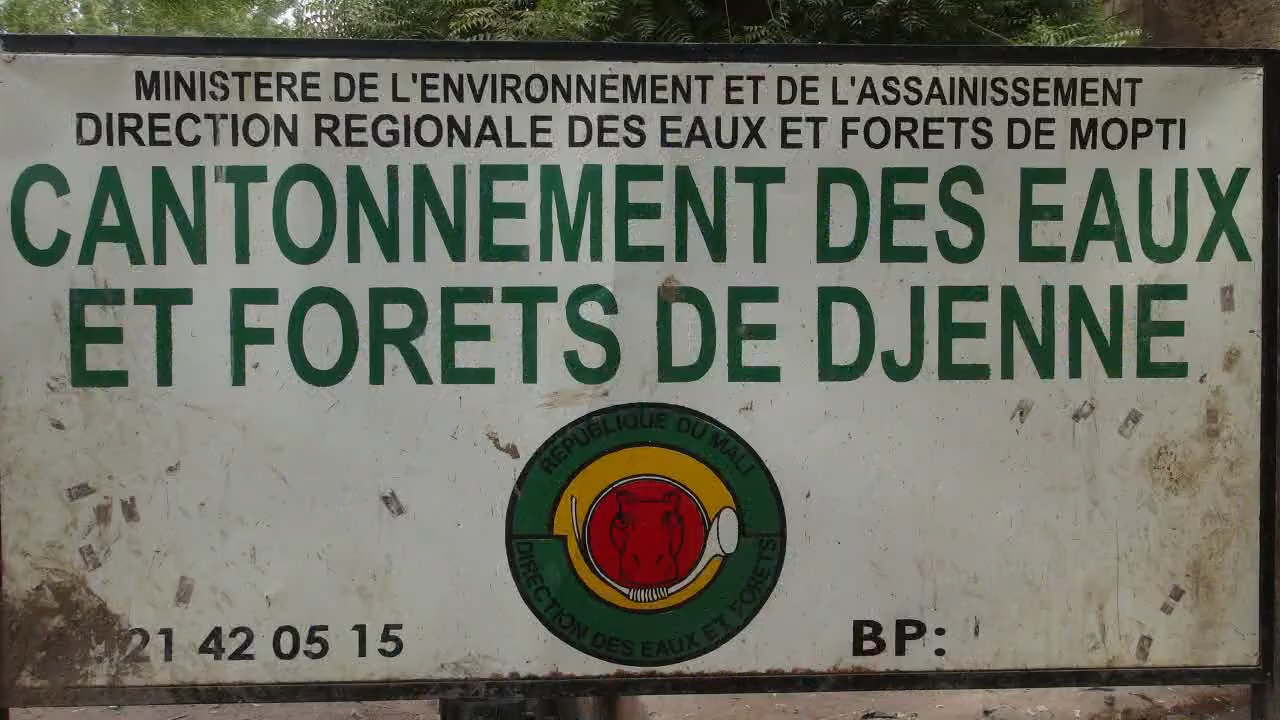 MINISTERE DE L'ENVIRONNEMENT ET DE L'ASSAINISSEMENT
DIRECTION REGIONALE DES EAUX ET FORETS DE MOPTI
CANTONNEMENT DES EAUX
ET FORETS DE DJENNE
REPUBLIQUE DU MALI
DIRECTION DES EAUX ET FORETS
21 42 05 15
BP: